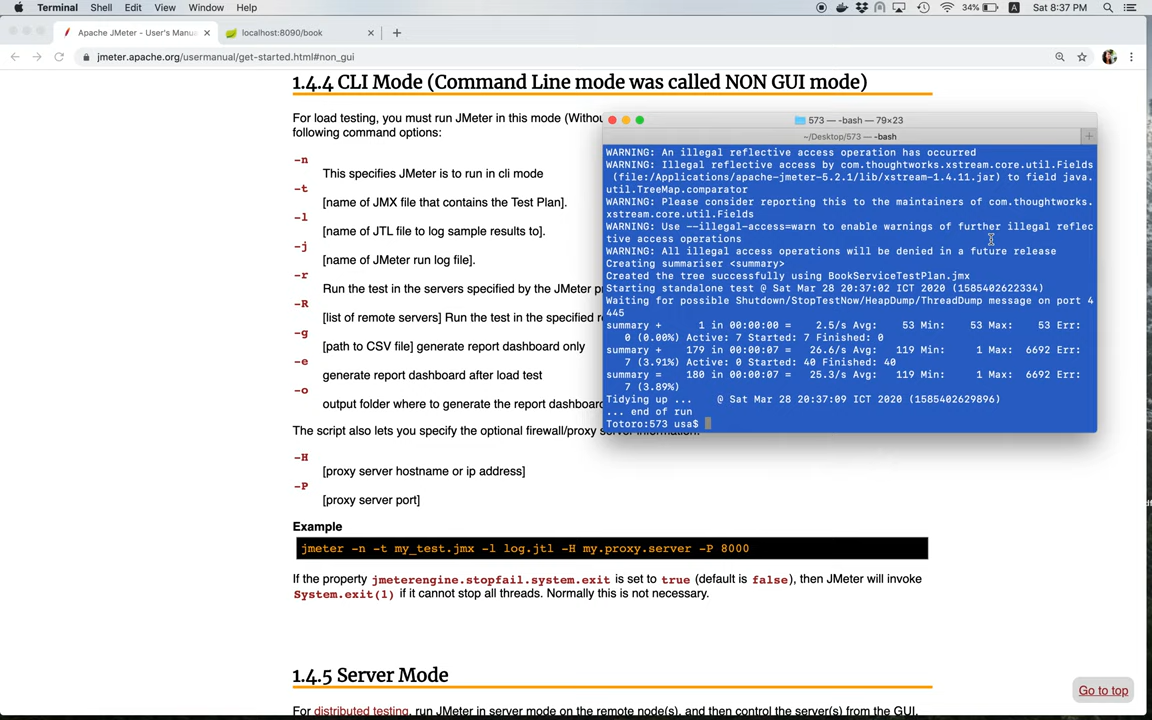 Terminal Shell Edit View Window Help
34% A Sat 8:37 PM
Apache JMeter - User's Manua
localhost:8090/book
jmeter.apache.org/usermanual/get-started.html#non_gui
1.4.4 CLI Mode (Command Line mode was called NON GUI mode)
For load testing, you must run JMeter in this mode (Withou
following command options:
-n
This specifies JMeter is to run in cli mode
-t
[name of JMX file that contains the Test Plan].
-l
[name of JTL file to log sample results to].
-j
[name of JMeter run log file].
-r
Run the test in the servers specified by the JMeter pr
-R
[list of remote servers] Run the test in the specified r
-g
[path to CSV file] generate report dashboard only
-e
generate report dashboard after load test
-o
output folder where to generate the report dashboard
The script also lets you specify the optional firewall/proxy server information:
-H
[proxy server hostname or ip address]
-P
[proxy server port]
Example
jmeter -n -t my_test.jmx -l log.jtl -H my.proxy.server -P 8000
If the property jmeterengine.stopfail.system.exit is set to true (default is false), then JMeter will invoke
System.exit(1) if it cannot stop all threads. Normally this is not necessary.
1.4.5 Server Mode
For distributed testing, run JMeter in server mode on the remote node(s), and then control the server(s) from the GUI.
Go to top
573 — -bash — 79×23
~/Desktop/573 — -bash
WARNING: An illegal reflective access operation has occurred
WARNING: Illegal reflective access by com.thoughtworks.xstream.core.util.Fields
(file:/Applications/apache-jmeter-5.2.1/lib/xstream-1.4.11.jar) to field java.
util.TreeMap.comparator
WARNING: Please consider reporting this to the maintainers of com.thoughtworks.
xstream.core.util.Fields
WARNING: Use --illegal-access=warn to enable warnings of further illegal reflec
tive access operations
WARNING: All illegal access operations will be denied in a future release
Creating summariser <summary>
Created the tree successfully using BookServiceTestPlan.jmx
Starting standalone test @ Sat Mar 28 20:37:02 ICT 2020 (1585402622334)
Waiting for possible Shutdown/StopTestNow/HeapDump/ThreadDump message on port 4
445
summary + 1 in 00:00:00 = 2.5/s Avg: 53 Min: 53 Max: 53 Err:
0 (0.00%) Active: 7 Started: 7 Finished: 0
summary + 179 in 00:00:07 = 26.6/s Avg: 119 Min: 1 Max: 6692 Err:
7 (3.91%) Active: 0 Started: 40 Finished: 40
summary = 180 in 00:00:07 = 25.3/s Avg: 119 Min: 1 Max: 6692 Err:
7 (3.89%)
Tidying up ... @ Sat Mar 28 20:37:09 ICT 2020 (1585402629896)
... end of run
Totoro:573 usa$